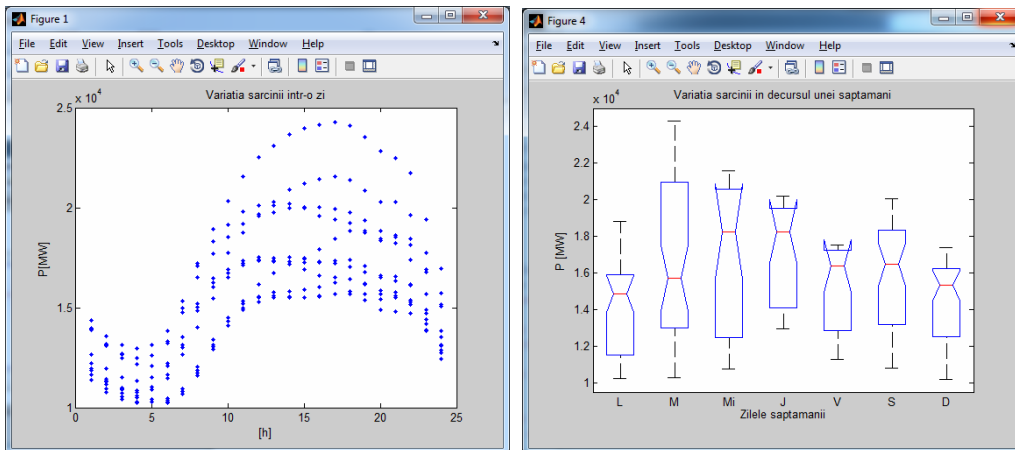 Figure 1
File Edit View Insert Tools Desktop Window Help
Variatia sarcinii intr-o zi
x 10^4
2.5
2
1.5
1
P[MW]
0 5 10 15 20 25
[h]
Figure 4
File Edit View Insert Tools Desktop Window Help
Variatia sarcinii in decursul unei saptamani
x 10^4
2.4
2.2
2
1.8
1.6
1.4
1.2
1
P [MW]
L M Mi J V S D
Zilele saptamanii